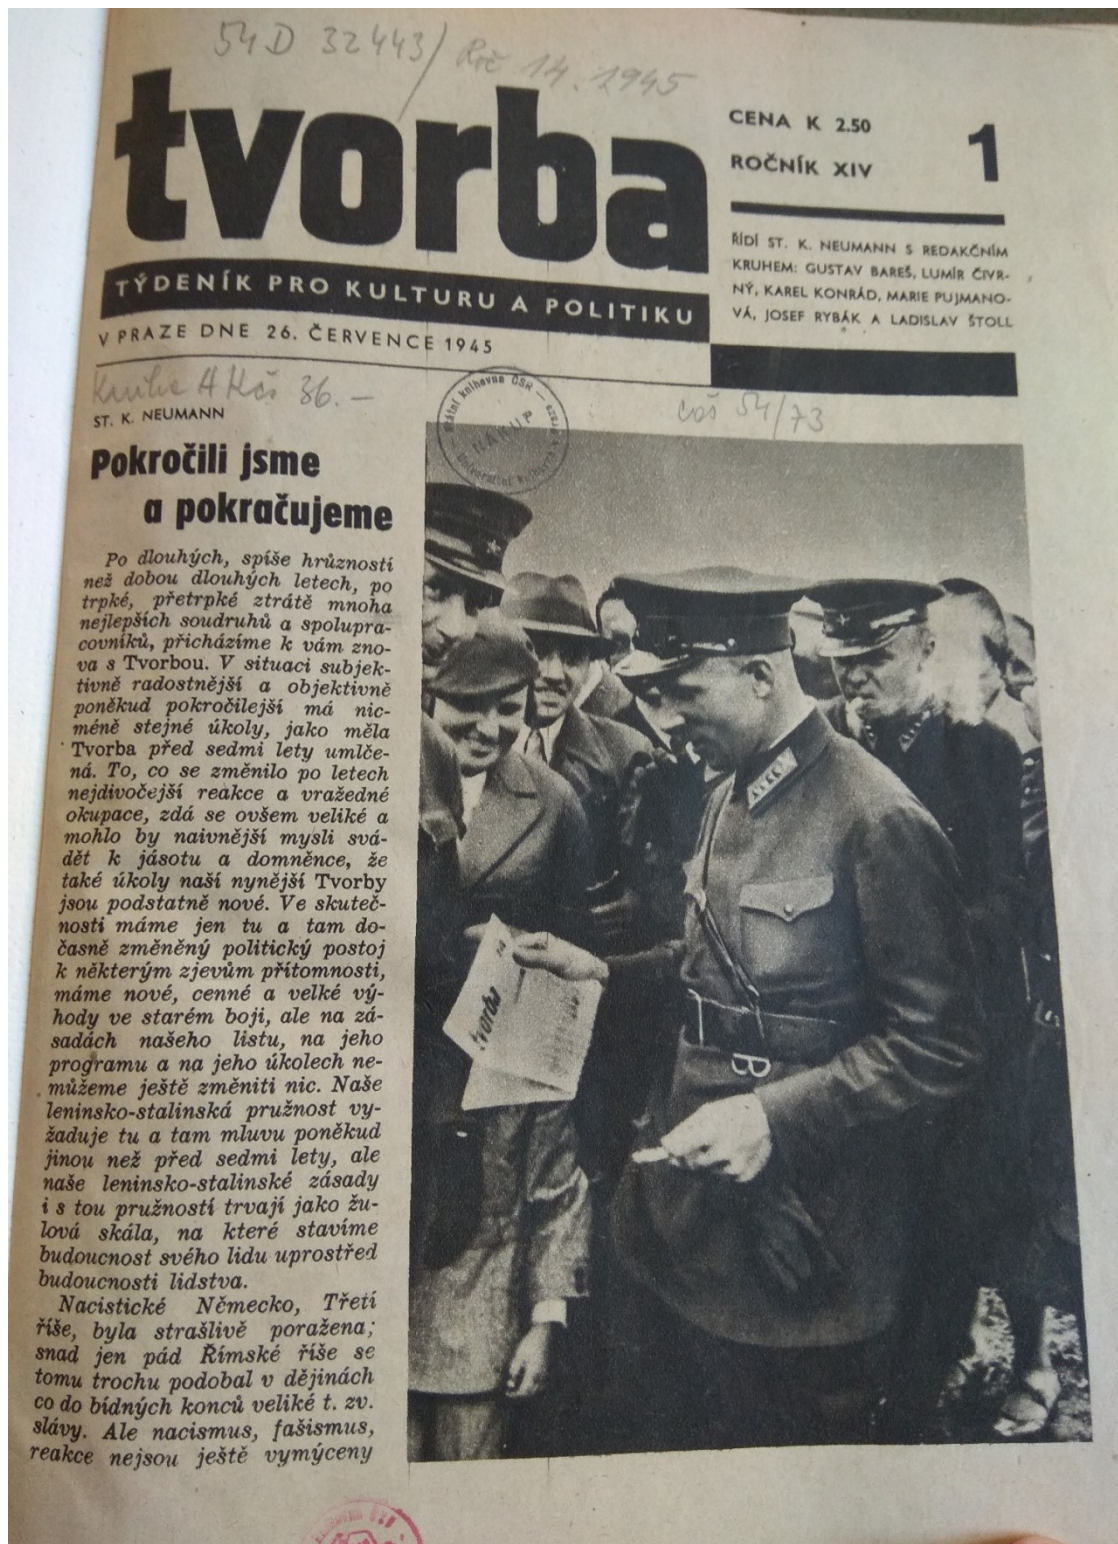 54D 32443/ Roč 14. 1945
tvorba
TÝDENÍK PRO KULTURU A POLITIKU
V PRAZE DNE 26. ČERVENCE 1945
CENA K 2.50
ROČNÍK XIV
1
ŘÍDÍ ST. K. NEUMANN S REDAKČNÍM
KRUHEM: GUSTAV BAREŠ, LUMÍR ČIVR-
NÝ, KAREL KONRÁD, MARIE PUJMANO-
VÁ, JOSEF RYBÁK A LADISLAV ŠTOLL
36.—
54/73
NÁKUP
ST. K. NEUMANN
Pokročili jsme
a pokračujeme
Po dlouhých, spíše hrůzností
než dobou dlouhých letech, po
trpké, přetrpké ztrátě mnoha
nejlepších soudruhů a spolupra-
covníků, přicházíme k vám zno-
va s Tvorbou. V situaci subjek-
tivně radostnější a objektivně
poněkud pokročilejší má nic-
méně stejné úkoly, jako měla
Tvorba před sedmi lety umlče-
ná. To, co se změnilo po letech
nejdivočejší reakce a vražedné
okupace, zdá se ovšem veliké a
mohlo by naivnější mysli svá-
dět k jásotu a domněnce, že
také úkoly naší nynější Tvorby
jsou podstatně nové. Ve skuteč-
nosti máme jen tu a tam do-
časně změněný politický postoj
k některým zjevům přítomnosti,
máme nové, cenné a velké vý-
hody ve starém boji, ale na zá-
sadách našeho listu, na jeho
programu a na jeho úkolech ne-
můžeme ještě změniti nic. Naše
leninsko-stalinská pružnost vy-
žaduje tu a tam mluvu poněkud
jinou než před sedmi lety, ale
naše leninsko-stalinské zásady
i s tou pružností trvají jako žu-
lová skála, na které stavíme
budoucnost svého lidu uprostřed
budoucnosti lidstva.
Nacistické Německo, Třetí
říše, byla strašlivě poražena;
snad jen pád Římské říše se
tomu trochu podobal v dějinách
co do bídných konců veliké t. zv.
slávy. Ale nacismus, fašismus,
reakce nejsou ještě vymýceny
tvorba